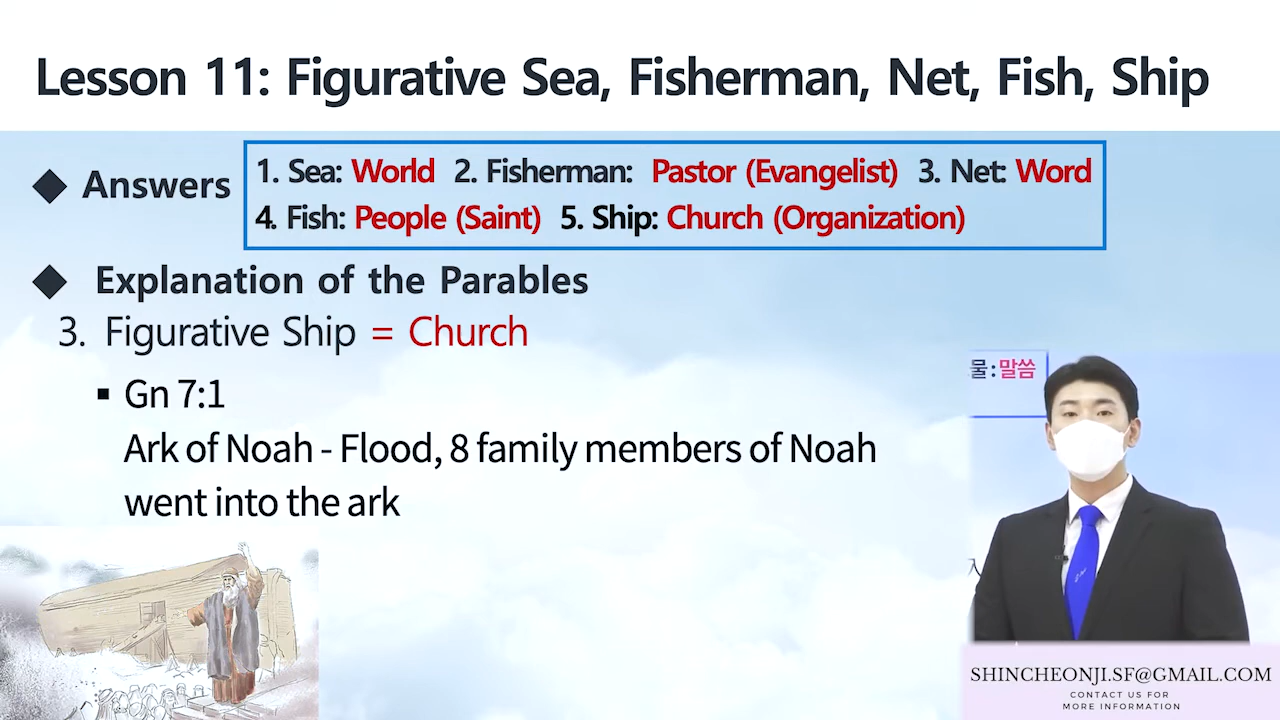 Lesson 11: Figurative Sea, Fisherman, Net, Fish, Ship
◆ Answers
1. Sea: World 2. Fisherman: Pastor (Evangelist) 3. Net: Word
4. Fish: People (Saint) 5. Ship: Church (Organization)
◆ Explanation of the Parables
3. Figurative Ship = Church
▪ Gn 7:1
Ark of Noah - Flood, 8 family members of Noah
went into the ark
물:말씀
SHINCHEONJI.SF@GMAIL.COM
CONTACT US FOR
MORE INFORMATION